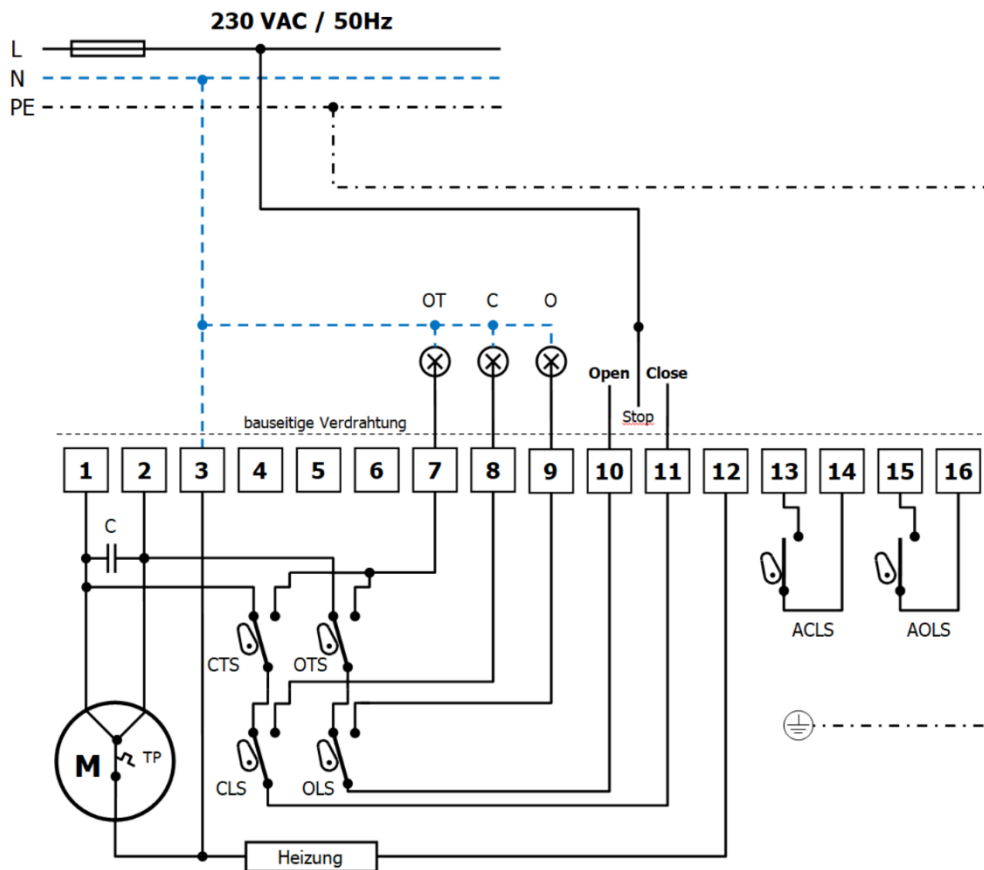 230 VAC / 50Hz
L
N
PE
OT C O
Open Close
Stop
bauseitige Verdrahtung
1 2 3 4 5 6 7 8 9 10 11 12 13 14 15 16
C
CTS OTS
ACLS AOLS
M TP
CLS OLS
Heizung